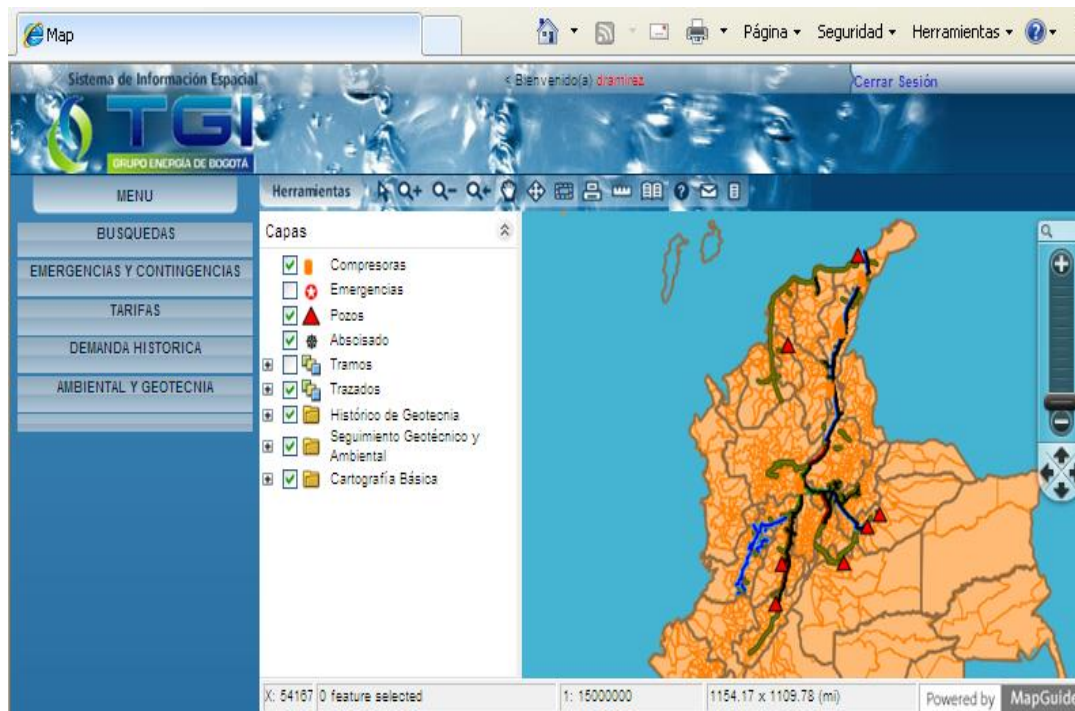 Map
Página
Seguridad
Herramientas
Sistema de Información Espacial
< Bienvenido(a) dramirez
Cerrar Sesión
TGI
GRUPO ENERGÍA DE BOGOTÁ
MENU
Herramientas
BUSQUEDAS
EMERGENCIAS Y CONTINGENCIAS
TARIFAS
DEMANDA HISTORICA
AMBIENTAL Y GEOTECNIA
Capas
Compresoras
Emergencias
Pozos
Abscisado
Tramos
Trazados
Histórico de Geotecnia
Seguimiento Geotécnico y
Ambiental
Cartografía Básica
X: 54167
0 feature selected
1: 15000000
1154.17 x 1109.78 (mi)
Powered by MapGuide